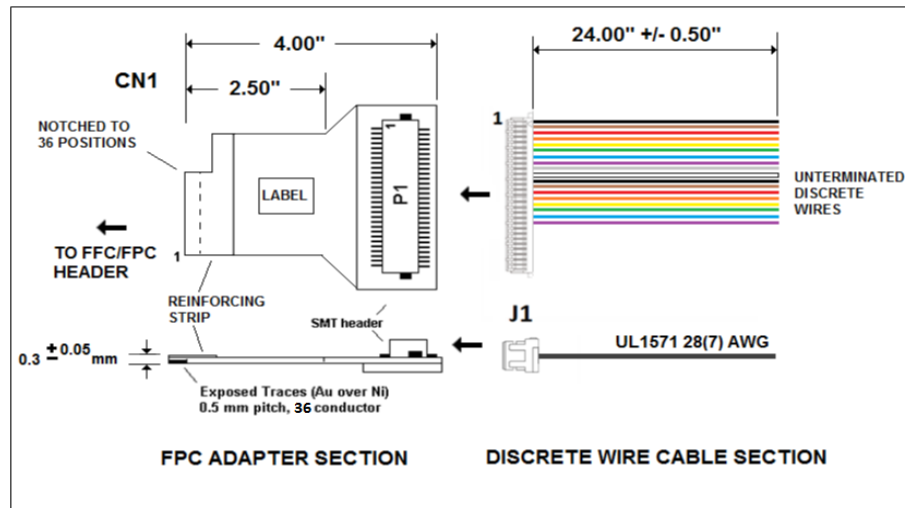 4.00"
24.00" +/- 0.50"
CN1
2.50"
NOTCHED TO
36 POSITIONS
1
1
LABEL
P1
UNTERMINATED
DISCRETE
WIRES
TO FFC/FPC
HEADER
1
REINFORCING
STRIP
SMT header
J1
0.3 ± 0.05 mm
UL1571 28(7) AWG
Exposed Traces (Au over Ni)
0.5 mm pitch, 36 conductor
FPC ADAPTER SECTION
DISCRETE WIRE CABLE SECTION